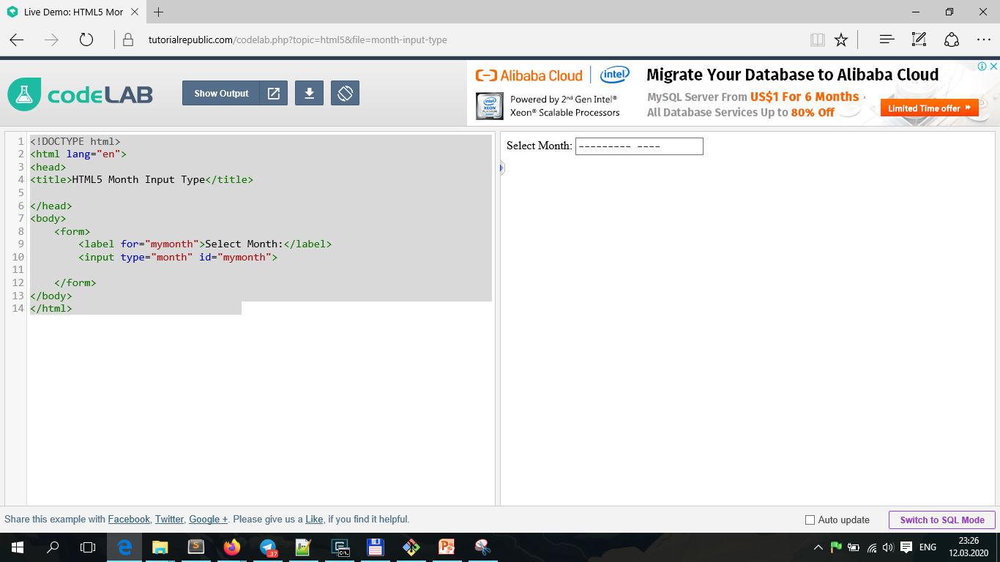 Live Demo: HTML5 Mor
tutorialrepublic.com/codelab.php?topic=html5&file=month-input-type
codeLAB
Show Output
Alibaba Cloud
intel
Migrate Your Database to Alibaba Cloud
Powered by 2nd Gen Intel®
Xeon® Scalable Processors
MySQL Server From US$1 For 6 Months
All Database Services Up to 80% Off
Limited Time offer
1 <!DOCTYPE html>
2 <html lang="en">
3 <head>
4 <title>HTML5 Month Input Type</title>
5
6 </head>
7 <body>
8     <form>
9         <label for="mymonth">Select Month:</label>
10         <input type="month" id="mymonth">
11
12     </form>
13 </body>
14 </html>
Select Month: --------- ----
Share this example with Facebook, Twitter, Google +. Please give us a Like, if you find it helpful.
Auto update
Switch to SQL Mode
37
ENG
23:26
12.03.2020